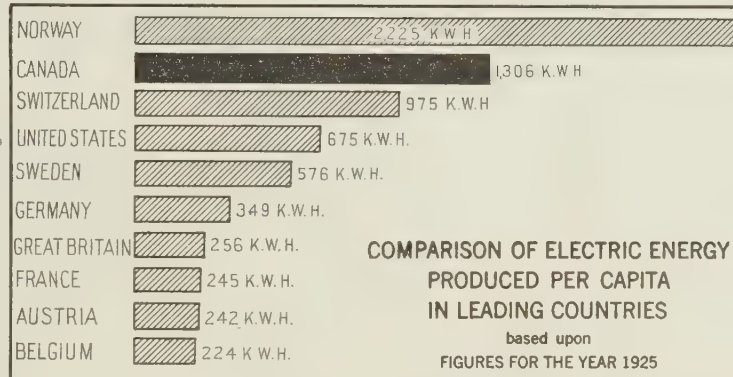 NORWAY 2,225 K W H
CANADA 1,306 K.W.H
SWITZERLAND 975 K.W.H
UNITED STATES 675 K.W.H.
SWEDEN 576 K.W.H.
GERMANY 349 K.W.H.
GREAT BRITAIN 256 K.W.H.
FRANCE 245 K.W.H.
AUSTRIA 242 K.W.H.
BELGIUM 224 K W.H.
COMPARISON OF ELECTRIC ENERGY
PRODUCED PER CAPITA
IN LEADING COUNTRIES
based upon
FIGURES FOR THE YEAR 1925